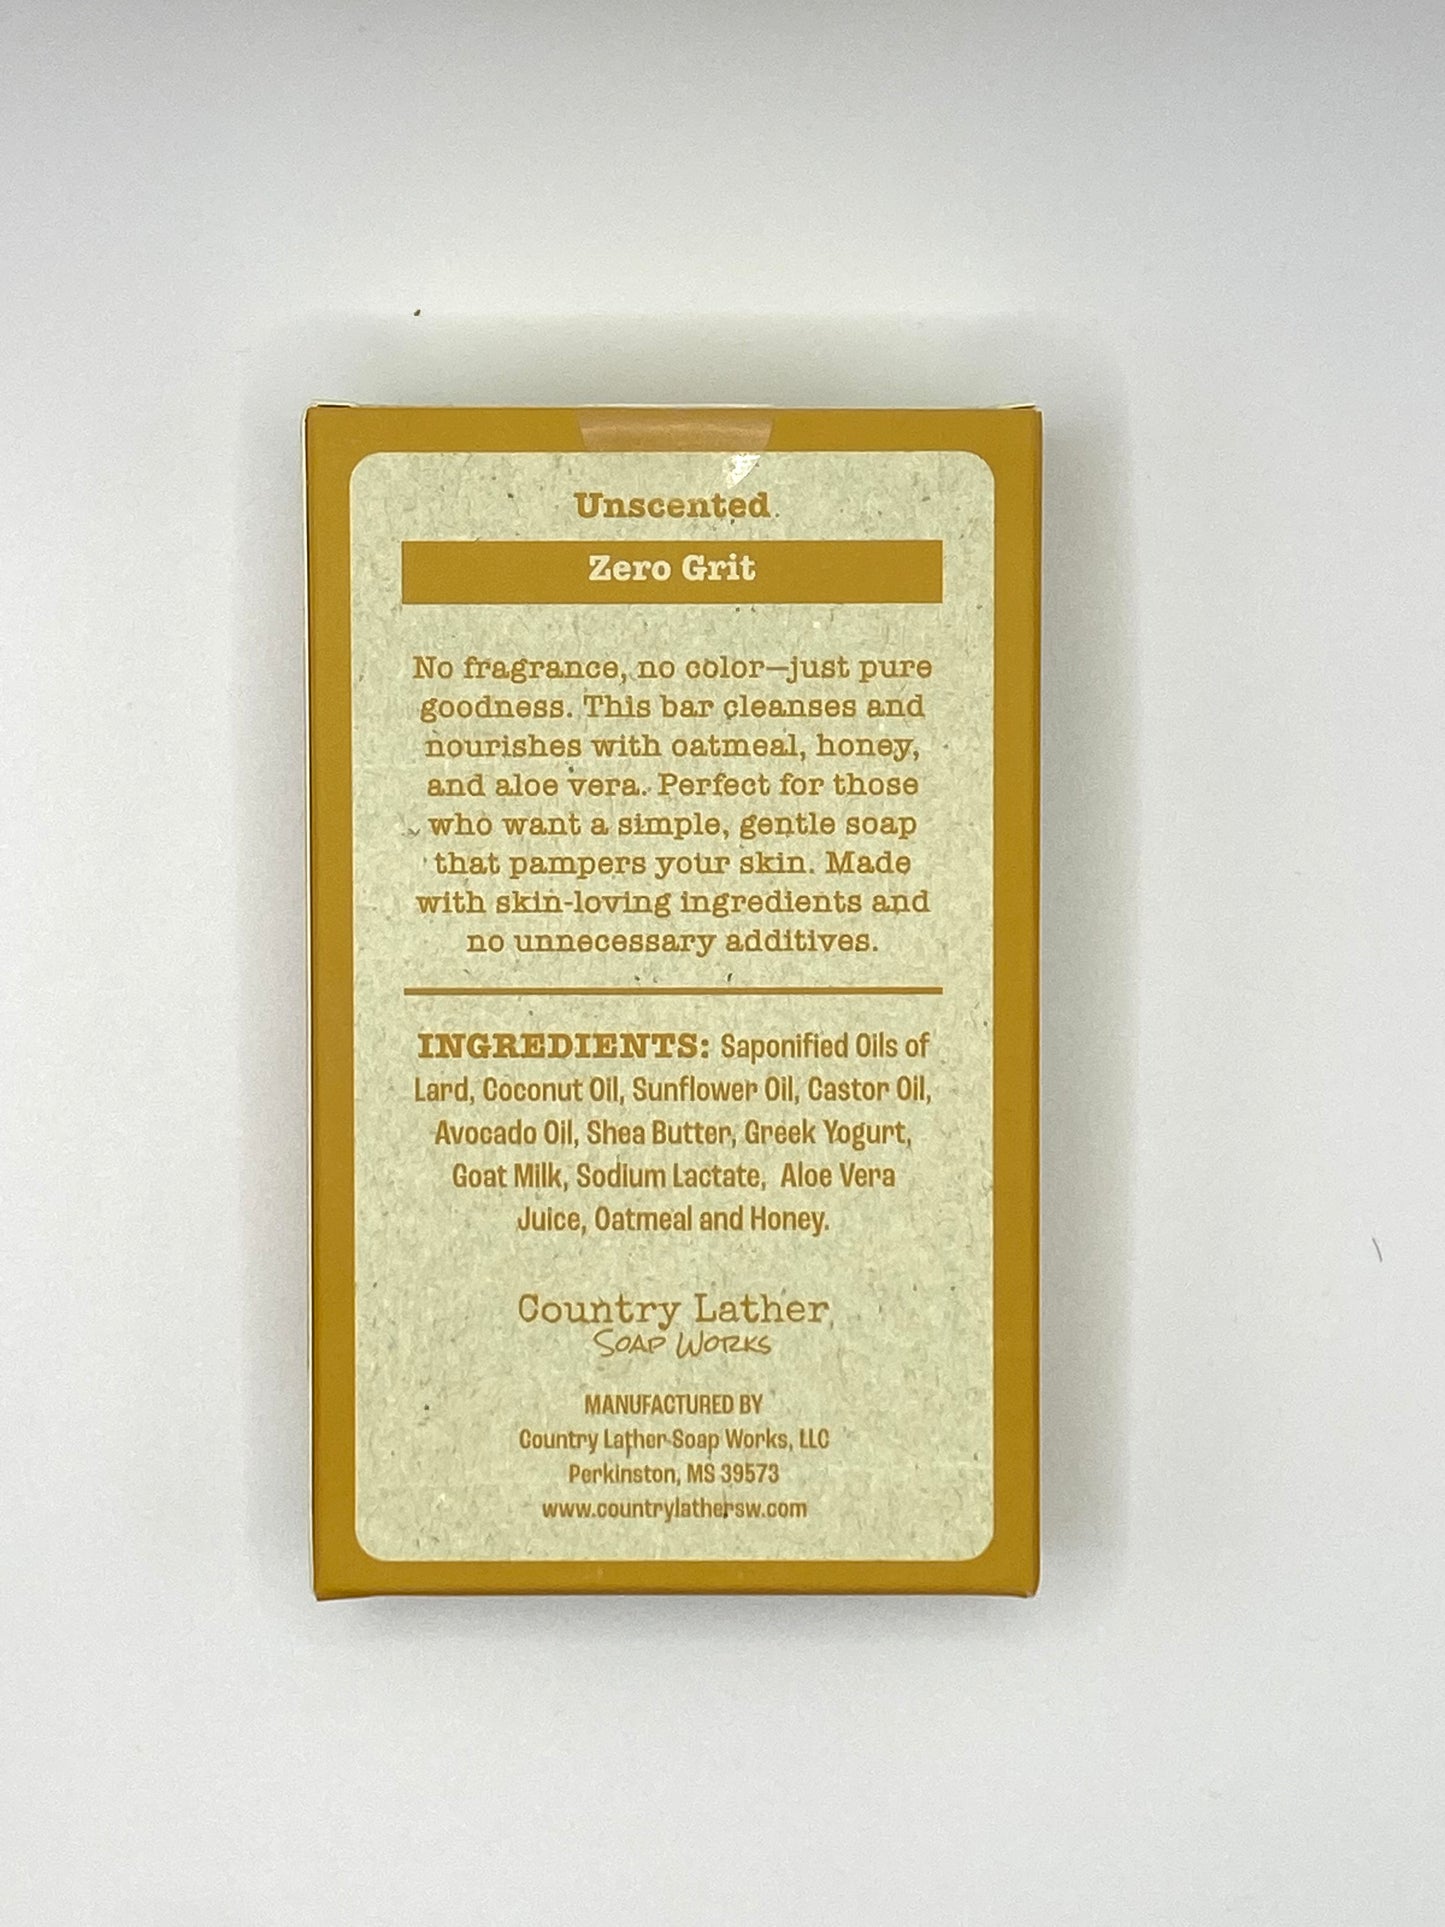 Unscented
Zero Grit
No fragrance, no color—just pure
goodness. This bar cleanses and
nourishes with oatmeal, honey,
and aloe vera. Perfect for those
who want a simple, gentle soap
that pampers your skin. Made
with skin-loving ingredients and
no unnecessary additives.
INGREDIENTS: Saponified Oils of
Lard, Coconut Oil, Sunflower Oil, Castor Oil,
Avocado Oil, Shea Butter, Greek Yogurt,
Goat Milk, Sodium Lactate, Aloe Vera
Juice, Oatmeal and Honey.
Country Lather
SOAP WORKS
MANUFACTURED BY
Country Lather Soap Works, LLC
Perkinston, MS 39573
www.countrylathersw.com